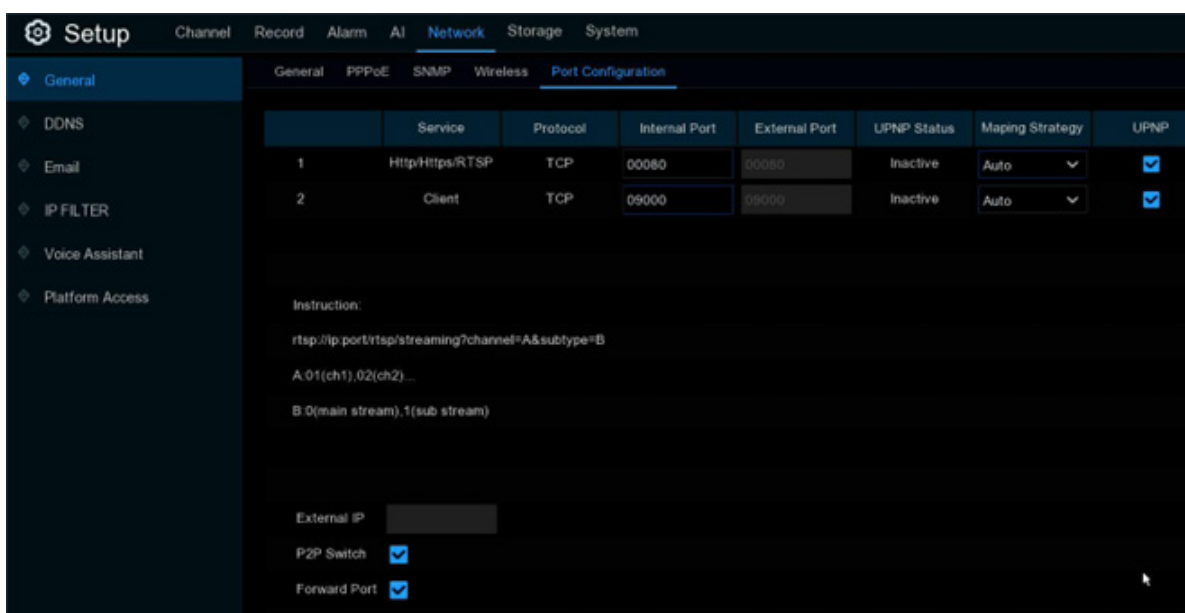 Setup Channel Record Alarm AI Network Storage System
General General PPPoE SNMP Wireless Port Configuration
DDNS
Service Protocol Internal Port External Port UPNP Status Maping Strategy UPNP
Email 1 Http/Https/RTSP TCP 00080 00080 Inactive Auto
IP FILTER 2 Client TCP 09000 09000 Inactive Auto
Voice Assistant
Platform Access
Instruction:
rtsp://ip:port/rtsp/streaming?channel=A&subtype=B
A:01(ch1),02(ch2)...
B:0(main stream),1(sub stream)
External IP
P2P Switch
Forward Port